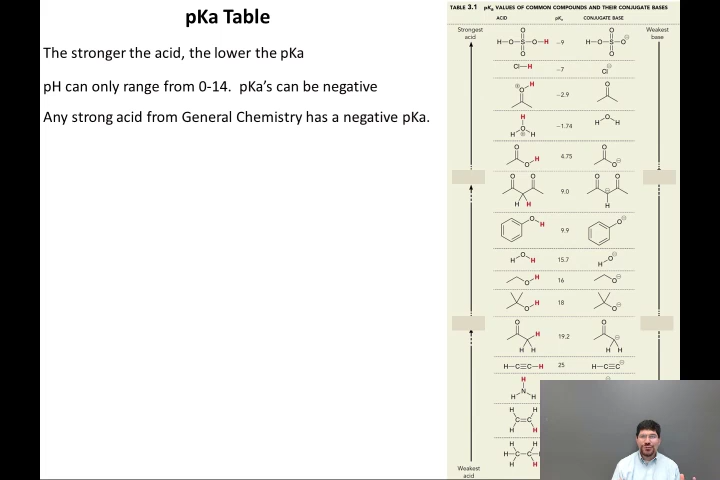 pKa Table
The stronger the acid, the lower the pKa
pH can only range from 0-14. pKa's can be negative
Any strong acid from General Chemistry has a negative pKa.
TABLE 3.1 pKa VALUES OF COMMON COMPOUNDS AND THEIR CONJUGATE BASES
ACID pKa CONJUGATE BASE
Strongest acid
Weakest base
−9
Cl—H −7 Cl⊖
−2.9
−1.74
4.75
9.0
9.9
15.7
16
18
19.2
H—C≡C—H 25 H—C≡C⊖
Weakest acid